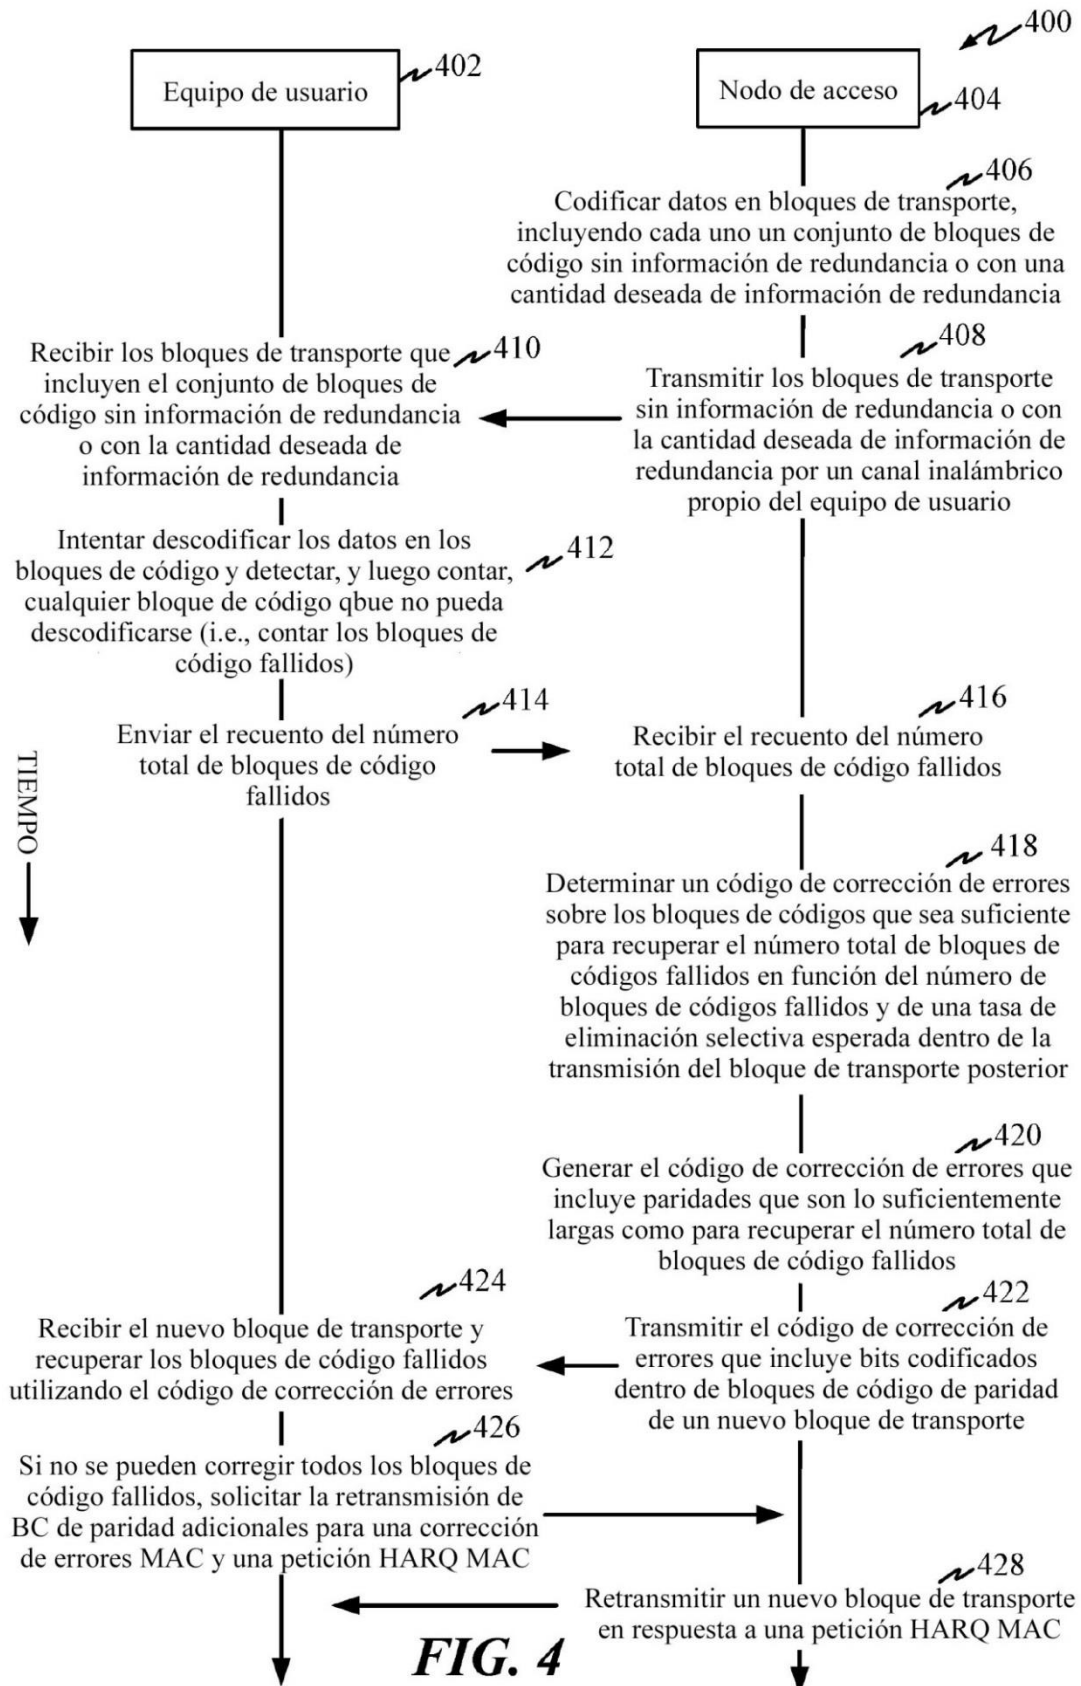 400
402
Equipo de usuario
Nodo de acceso
404
406
Codificar datos en bloques de transporte,
incluyendo cada uno un conjunto de bloques de
código sin información de redundancia o con una
cantidad deseada de información de redundancia
408
Transmitir los bloques de transporte
sin información de redundancia o con
la cantidad deseada de información de
redundancia por un canal inalámbrico
propio del equipo de usuario
410
Recibir los bloques de transporte que
incluyen el conjunto de bloques de
código sin información de redundancia
o con la cantidad deseada de
información de redundancia
412
Intentar descodificar los datos en los
bloques de código y detectar, y luego contar,
cualquier bloque de código qbue no pueda
descodificarse (i.e., contar los bloques de
código fallidos)
414
Enviar el recuento del número
total de bloques de código
fallidos
416
Recibir el recuento del número
total de bloques de código fallidos
TIEMPO
418
Determinar un código de corrección de errores
sobre los bloques de códigos que sea suficiente
para recuperar el número total de bloques de
códigos fallidos en función del número de
bloques de códigos fallidos y de una tasa de
eliminación selectiva esperada dentro de la
transmisión del bloque de transporte posterior
420
Generar el código de corrección de errores que
incluye paridades que son lo suficientemente
largas como para recuperar el número total de
bloques de código fallidos
422
Transmitir el código de corrección de
errores que incluye bits codificados
dentro de bloques de código de paridad
de un nuevo bloque de transporte
424
Recibir el nuevo bloque de transporte y
recuperar los bloques de código fallidos
utilizando el código de corrección de errores
426
Si no se pueden corregir todos los bloques de
código fallidos, solicitar la retransmisión de
BC de paridad adicionales para una corrección
de errores MAC y una petición HARQ MAC
428
Retransmitir un nuevo bloque de transporte
en respuesta a una petición HARQ MAC
FIG. 4